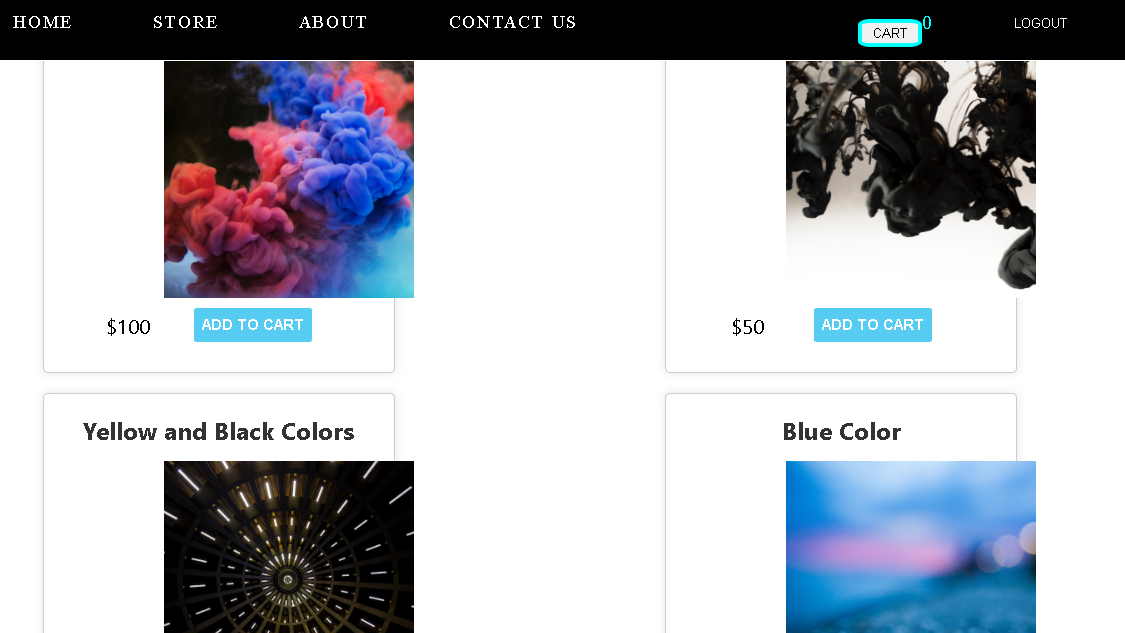 HOME STORE ABOUT CONTACT US CART 0 LOGOUT
$100 ADD TO CART $50 ADD TO CART
Yellow and Black Colors Blue Color